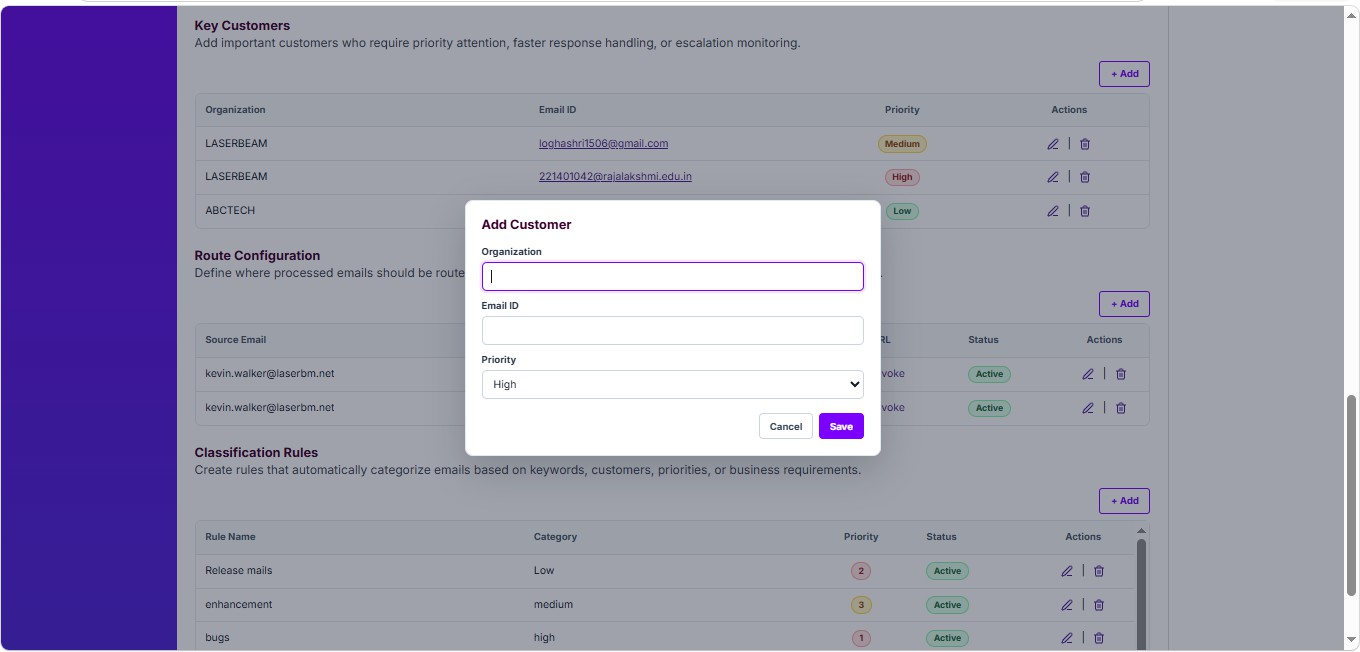 Key Customers
Add important customers who require priority attention, faster response handling, or escalation monitoring.
+ Add
Organization Email ID Priority Actions
LASERBEAM loghashri1506@gmail.com Medium |
LASERBEAM 221401042@rajalakshmi.edu.in High |
ABCTECH Low |
Add Customer
Organization
Email ID
Priority
High
Cancel Save
Route Configuration
Define where processed emails should be route
+ Add
Source Email RL Status Actions
kevin.walker@laserbm.net voke Active |
kevin.walker@laserbm.net voke Active |
Classification Rules
Create rules that automatically categorize emails based on keywords, customers, priorities, or business requirements.
+ Add
Rule Name Category Priority Status Actions
Release mails Low 2 Active |
enhancement medium 3 Active |
bugs high 1 Active |